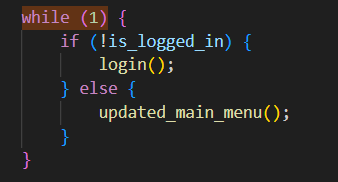 while (1) {
    if (!is_logged_in) {
        login();
    } else {
        updated_main_menu();
    }
}